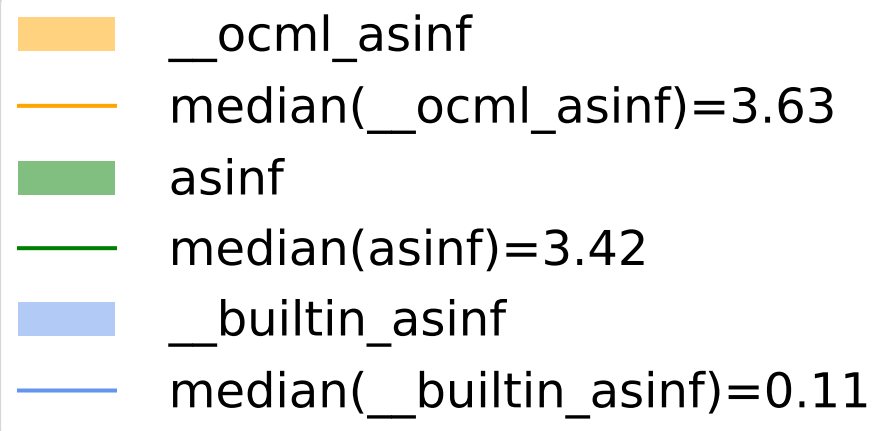 __ocml_asinf
median(__ocml_asinf)=3.63
asinf
median(asinf)=3.42
__builtin_asinf
median(__builtin_asinf)=0.11